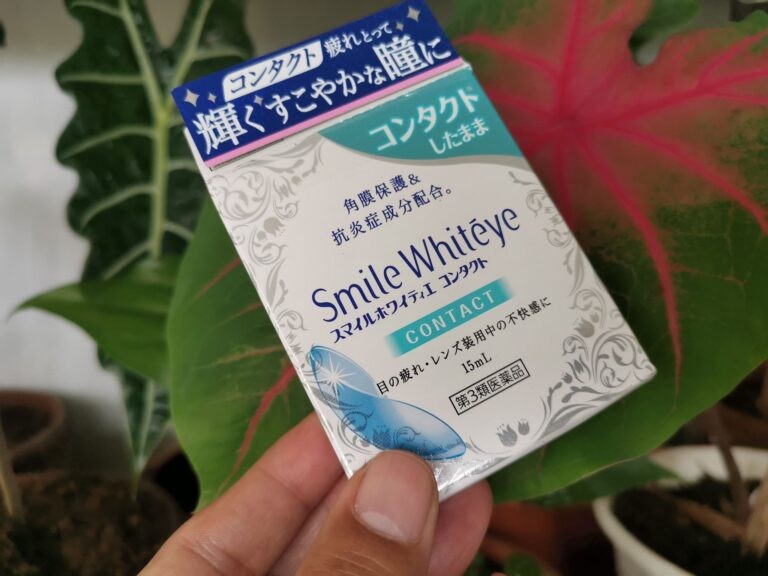 コンタクト 疲れとって
輝くすこやかな瞳に
コンタクト
したまま
角膜保護&
抗炎症成分配合。
Smile Whitéye
スマイルホワイティエ コンタクト
CONTACT
目の疲れ・レンズ装用中の不快感に
15mL
第3類医薬品